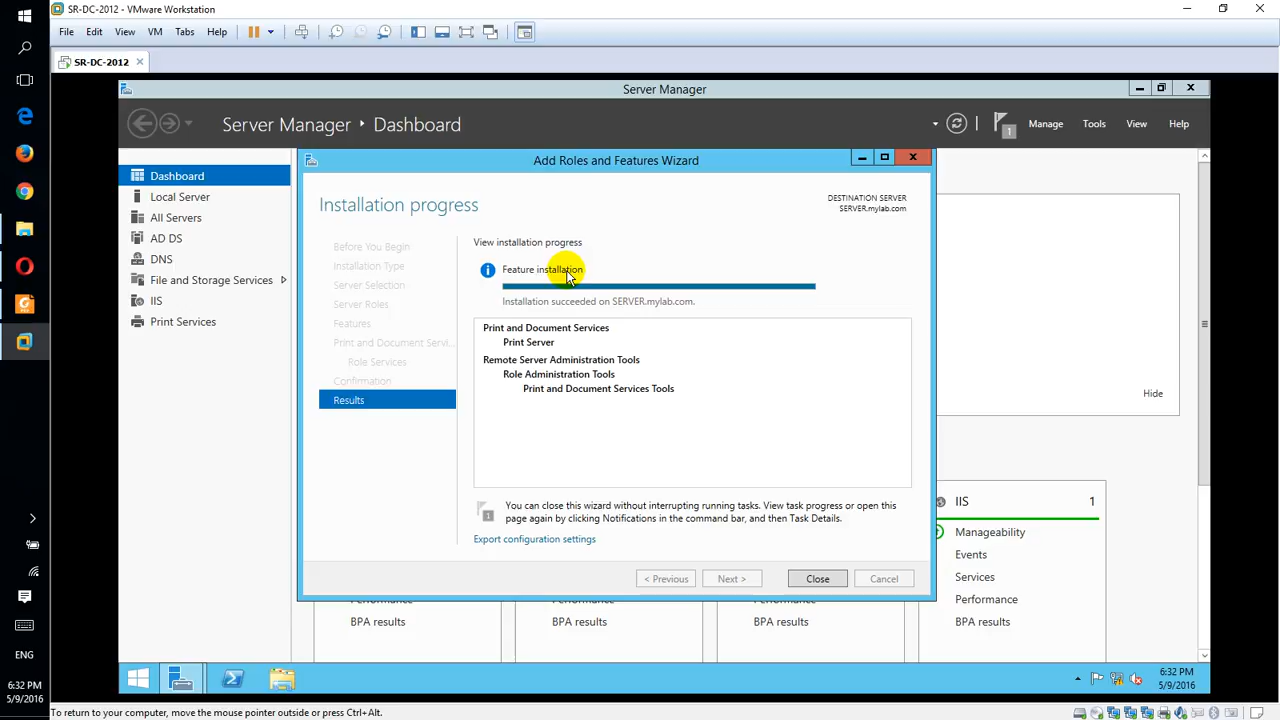 SR-DC-2012 - VMware Workstation
File Edit View VM Tabs Help
SR-DC-2012
Server Manager
Server Manager Dashboard
1 Manage Tools View Help
Dashboard
Local Server
All Servers
AD DS
DNS
File and Storage Services
IIS
Print Services
Add Roles and Features Wizard
Installation progress
DESTINATION SERVER
SERVER.mylab.com
Before You Begin
Installation Type
Server Selection
Server Roles
Features
Print and Document Servi...
Role Services
Confirmation
Results
View installation progress
Feature installation
Installation succeeded on SERVER.mylab.com.
Print and Document Services
Print Server
Remote Server Administration Tools
Role Administration Tools
Print and Document Services Tools
1
You can close this wizard without interrupting running tasks. View task progress or open this
page again by clicking Notifications in the command bar, and then Task Details.
Export configuration settings
< Previous Next > Close Cancel
Hide
IIS 1
Manageability
Events
Services
Performance
BPA results
Performance Performance Performance
BPA results BPA results BPA results
6:32 PM
5/9/2016
ENG
6:32 PM
5/9/2016
To return to your computer, move the mouse pointer outside or press Ctrl+Alt.